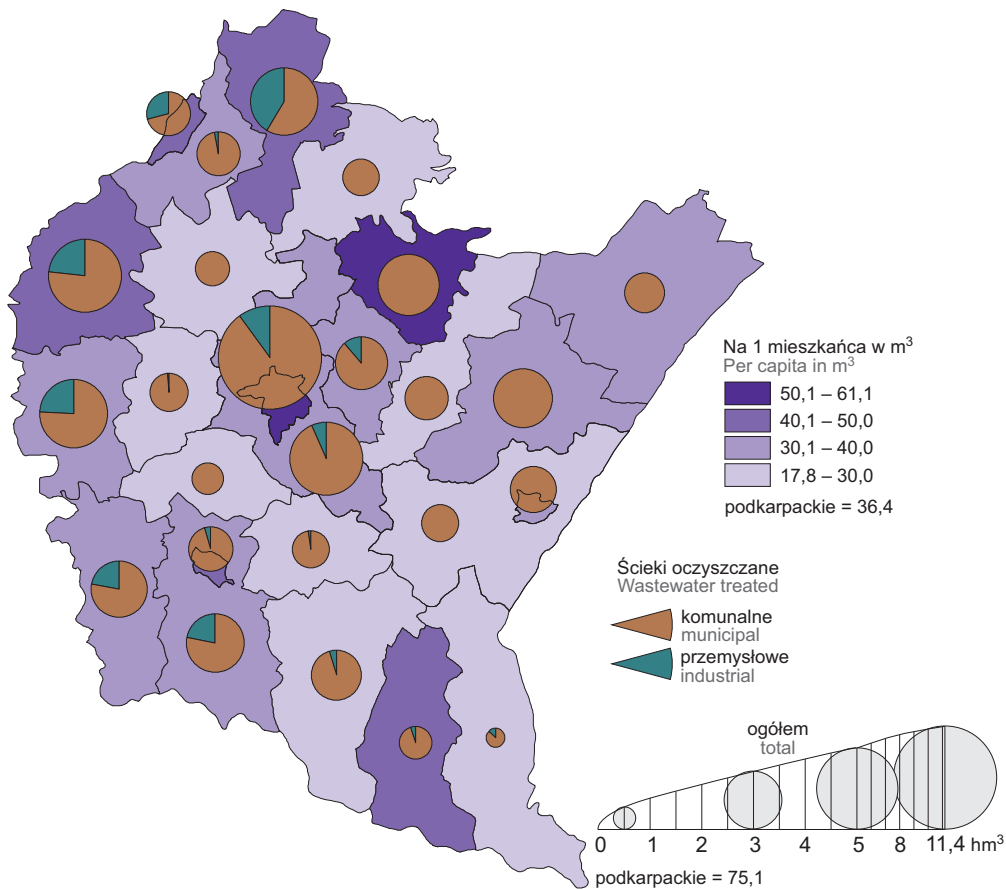 Na 1 mieszkańca w m³
Per capita in m³
50,1 – 61,1
40,1 – 50,0
30,1 – 40,0
17,8 – 30,0
podkarpackie = 36,4
Ścieki oczyszczane
Wastewater treated
komunalne
municipal
przemysłowe
industrial
ogółem
total
0 1 2 3 4 5 8 11,4 hm³
podkarpackie = 75,1